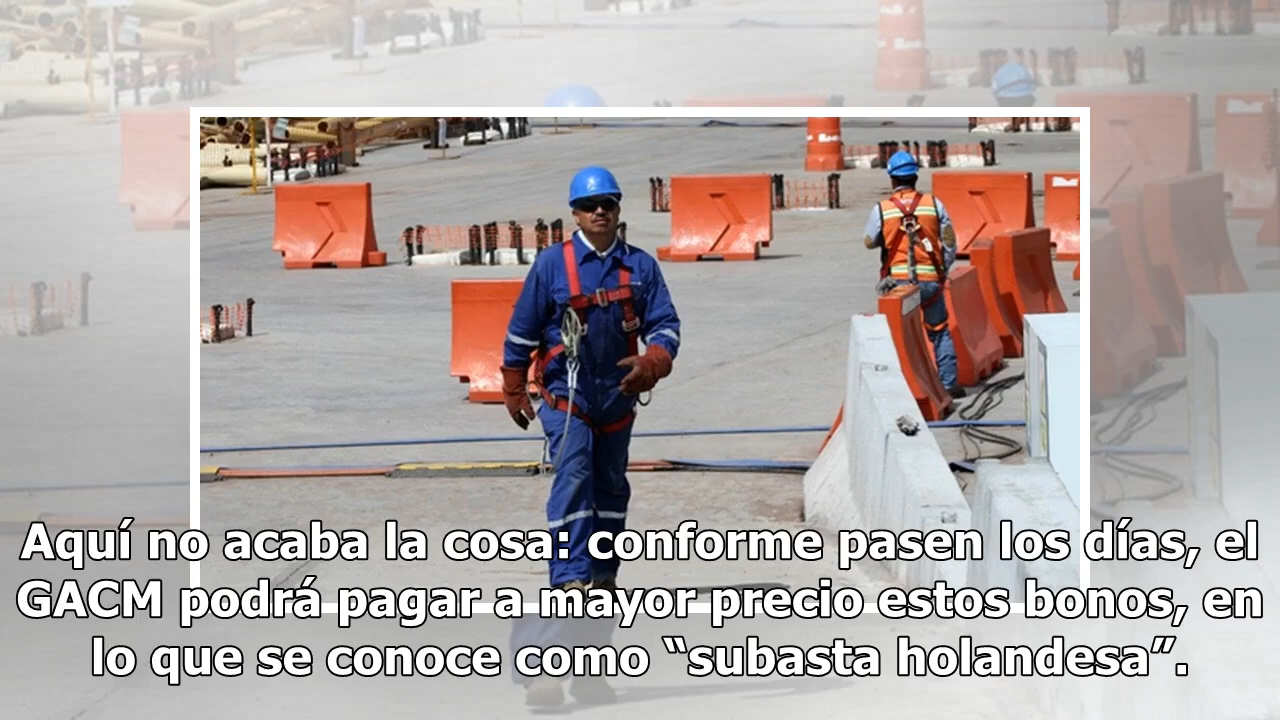 Aquí no acaba la cosa: conforme pasen los días, el
GACM podrá pagar a mayor precio estos bonos, en
lo que se conoce como “subasta holandesa”.